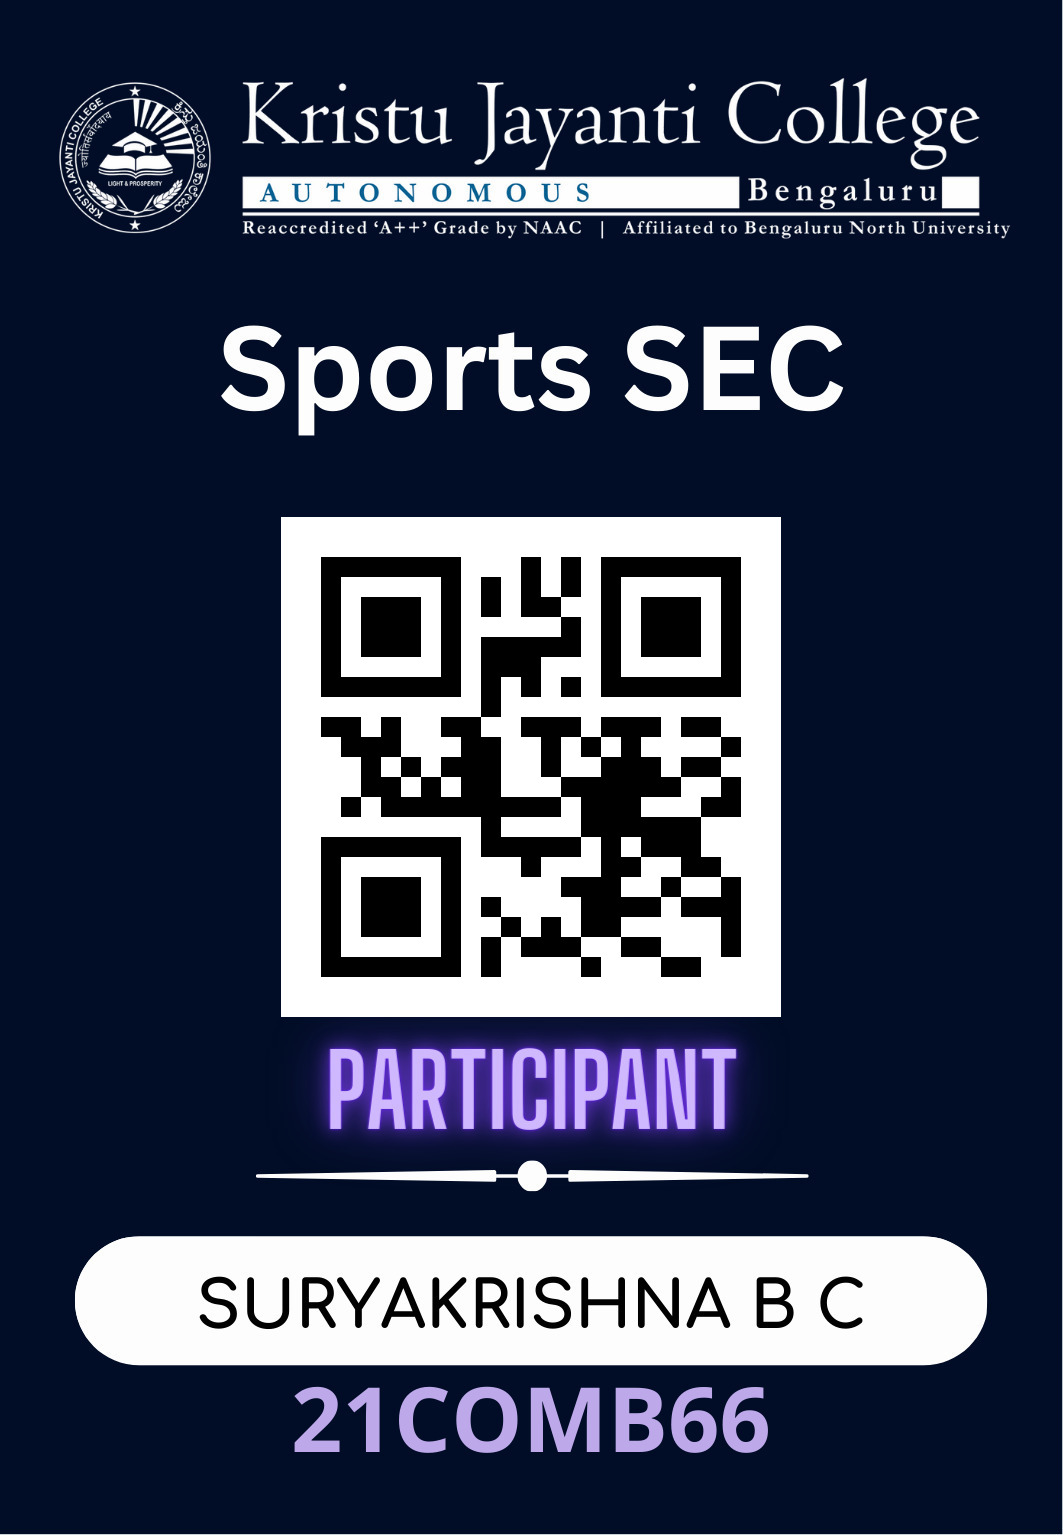 KRISTU JAYANTI COLLEGE
ಕ್ರಿಸ್ತು ಜಯಂತಿ ಕಾಲೇಜು
LIGHT & PROSPERITY
Kristu Jayanti College
AUTONOMOUS Bengaluru
Reaccredited ‘A++’ Grade by NAAC | Affiliated to Bengaluru North University
Sports SEC
PARTICIPANT
SURYAKRISHNA B C
21COMB66